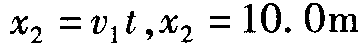 x₂ = v₁t, x₂ = 10.0m